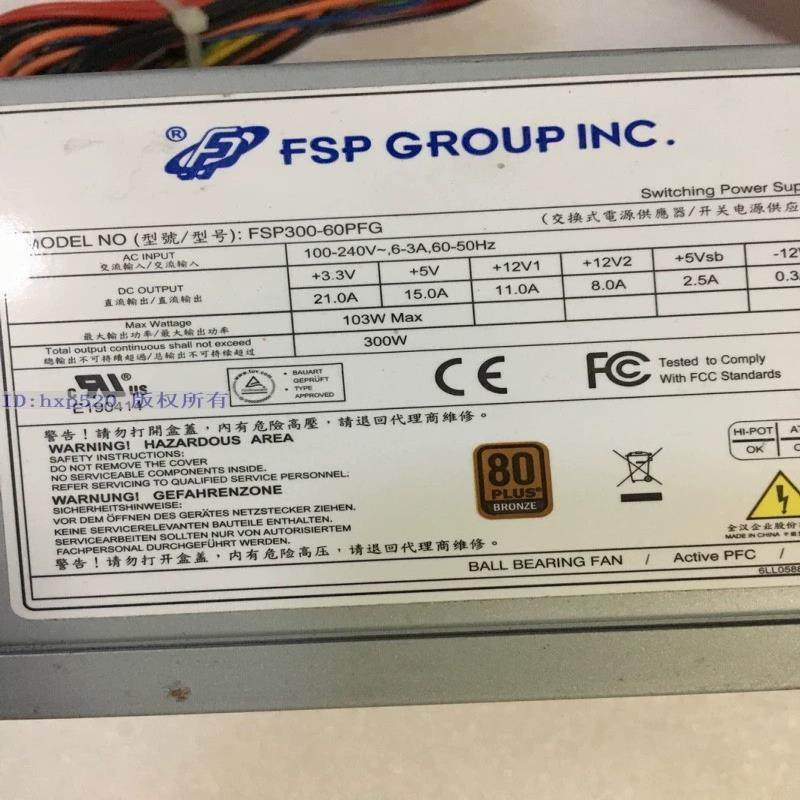 ® FSP GROUP INC.
Switching Power Sup
MODEL NO (型號/型号): FSP300-60PFG
(交換式電源供應器/开关电源供应
AC INPUT
交流輸入/交流输入
100-240V~,6-3A,60-50Hz
DC OUTPUT
直流輸出/直流输出
+3.3V +5V +12V1 +12V2 +5Vsb -12V
21.0A 15.0A 11.0A 8.0A 2.5A 0.3
Max Wattage
最大輸出功率/最大输出功率
103W Max
Total output continuous shall not exceed
總輸出不可持續超過/总输出不可持续超过
300W
c UL ® US
E190414
ID:hxp520 版权所有
BAUART
GEPRÜFT
TYPE
APPROVED
CE
FC
Tested to Comply
With FCC Standards
警告！請勿打開盒蓋，內有危險高壓，請退回代理商維修。
WARNING! HAZARDOUS AREA
SAFETY INSTRUCTIONS:
DO NOT REMOVE THE COVER
NO SERVICEABLE COMPONENTS INSIDE.
REFER SERVICING TO QUALIFIED SERVICE PERSONNEL.
WARNUNG! GEFAHRENZONE
SICHERHEITSHINWEISE:
VOR DEM ÖFFNEN DES GERÄTES NETZSTECKER ZIEHEN.
KEINE SERVICERELEVANTEN BAUTEILE ENTHALTEN.
SERVICEARBEITEN SOLLTEN NUR VON AUTORISIERTEM
FACHPERSONAL DURCHGEFÜHRT WERDEN.
警告！请勿打开盒盖，内有危险高压，请退回代理商维修。
80
PLUS®
BRONZE
HI-POT
OK
全汉企业股份
MADE IN CHINA
BALL BEARING FAN / Active PFC /
6LL0588